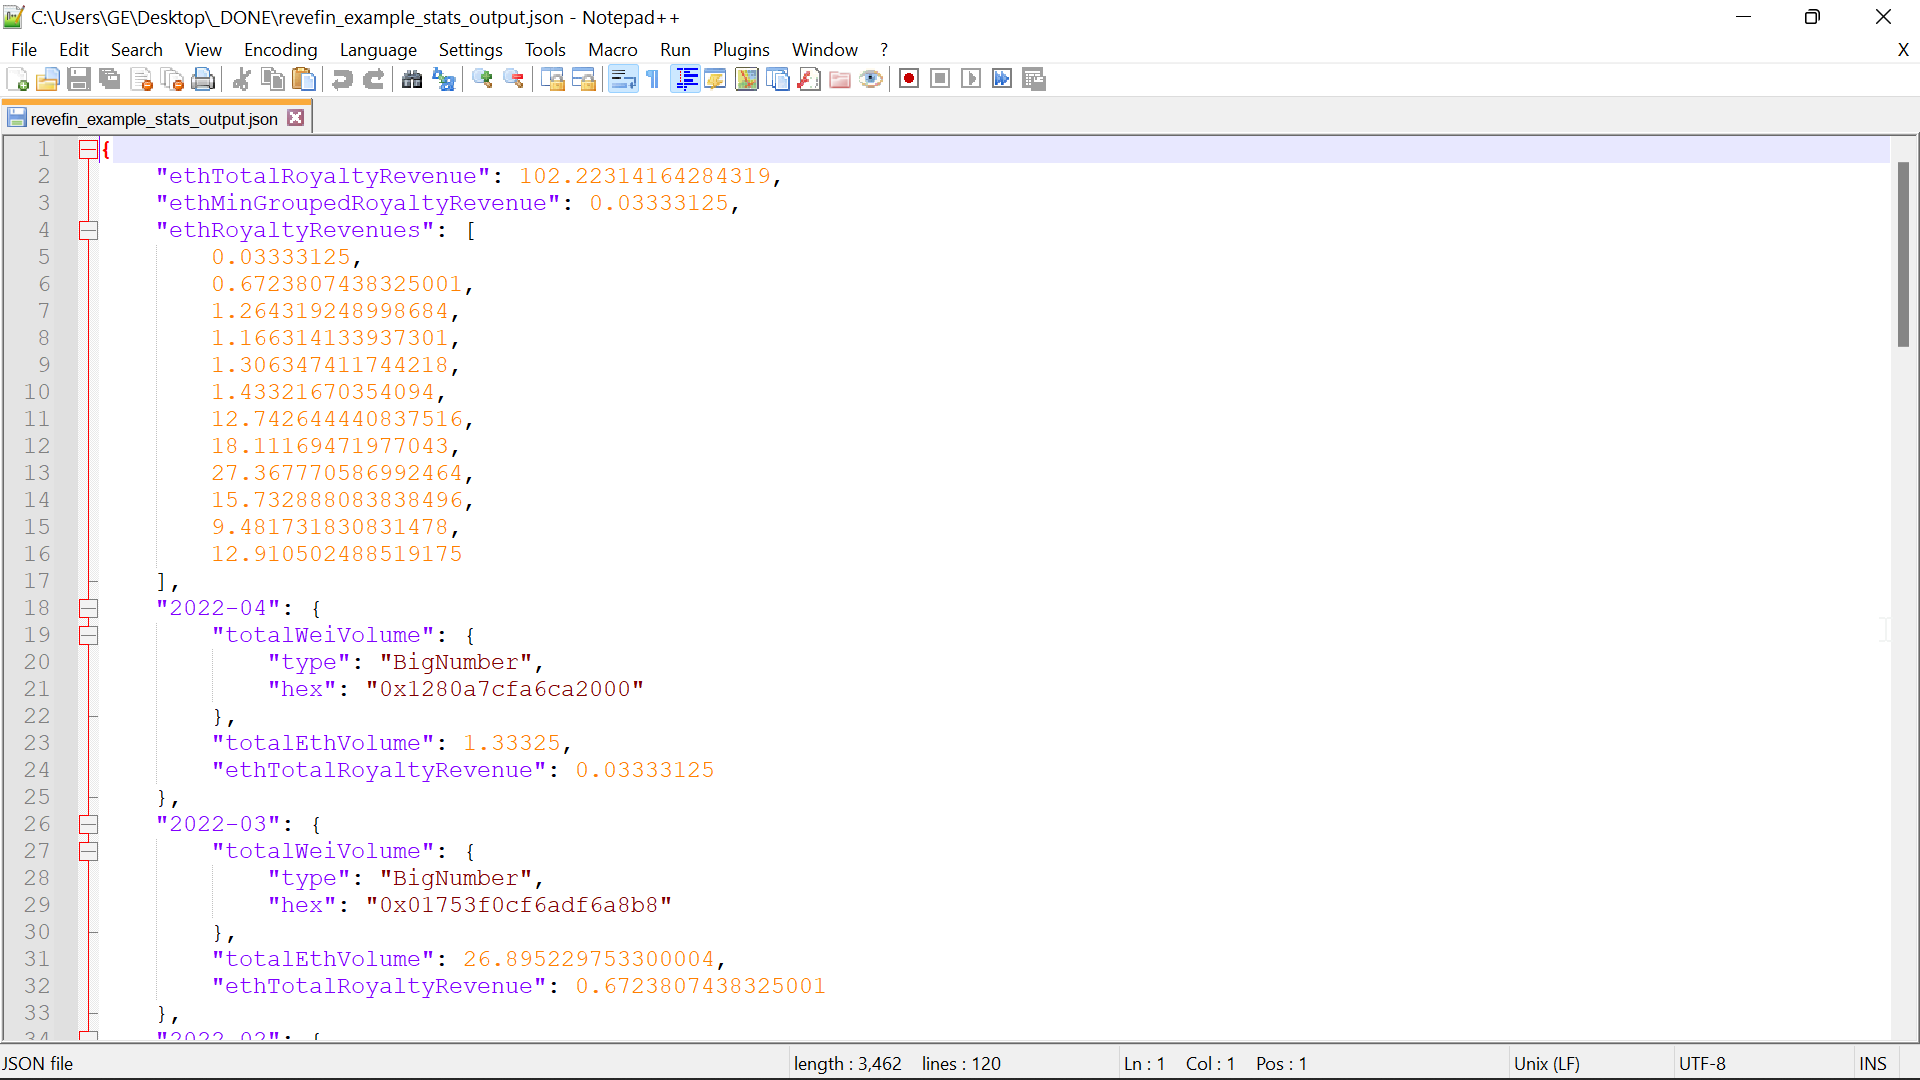 C:\Users\GE\Desktop\_DONE\revefin_example_stats_output.json - Notepad++
File Edit Search View Encoding Language Settings Tools Macro Run Plugins Window ? X
revefin_example_stats_output.json
1 {
2 "ethTotalRoyaltyRevenue": 102.22314164284319,
3 "ethMinGroupedRoyaltyRevenue": 0.03333125,
4 "ethRoyaltyRevenues": [
5 0.03333125,
6 0.6723807438325001,
7 1.264319248998684,
8 1.166314133937301,
9 1.306347411744218,
10 1.43321670354094,
11 12.742644440837516,
12 18.11169471977043,
13 27.367770586992464,
14 15.732888083838496,
15 9.481731830831478,
16 12.910502488519175
17 ],
18 "2022-04": {
19 "totalWeiVolume": {
20 "type": "BigNumber",
21 "hex": "0x1280a7cfa6ca2000"
22 },
23 "totalEthVolume": 1.33325,
24 "ethTotalRoyaltyRevenue": 0.03333125
25 },
26 "2022-03": {
27 "totalWeiVolume": {
28 "type": "BigNumber",
29 "hex": "0x01753f0cf6adf6a8b8"
30 },
31 "totalEthVolume": 26.895229753300004,
32 "ethTotalRoyaltyRevenue": 0.6723807438325001
33 },
34 "2022-02": {
JSON file length : 3,462 lines : 120 Ln : 1 Col : 1 Pos : 1 Unix (LF) UTF-8 INS